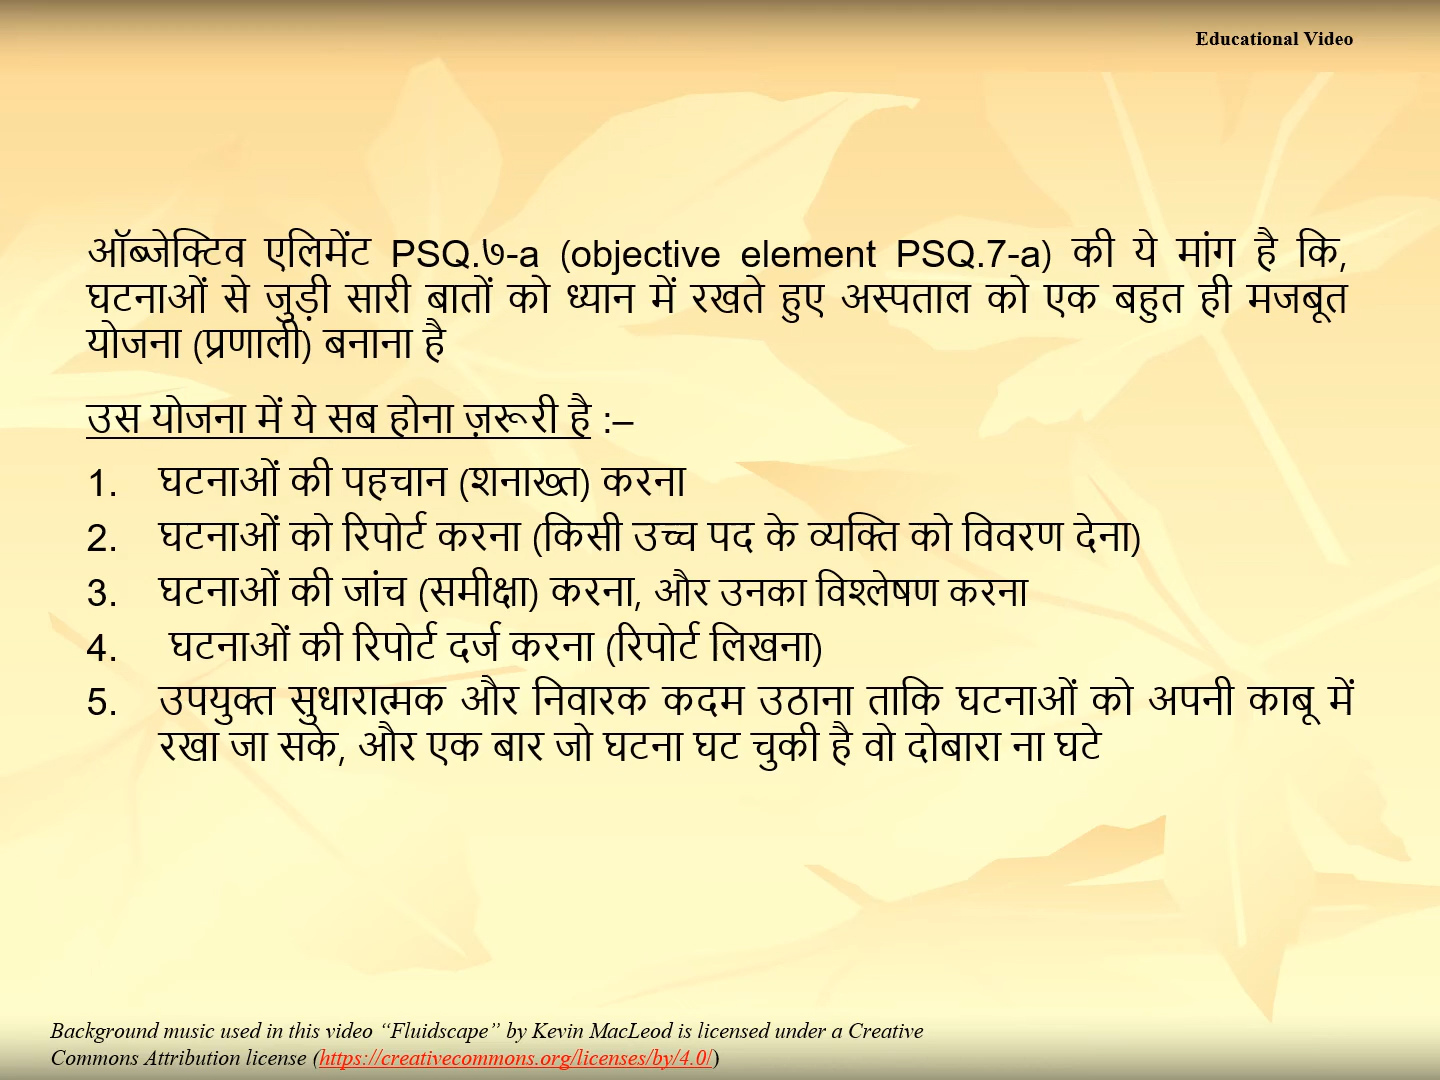 Educational Video
ऑब्जेक्टिव एलिमेंट PSQ.७-a (objective element PSQ.7-a) की ये मांग है कि,
घटनाओं से जुड़ी सारी बातों को ध्यान में रखते हुए अस्पताल को एक बहुत ही मजबूत
योजना (प्रणाली) बनाना है
उस योजना में ये सब होना ज़रूरी है :–
1. घटनाओं की पहचान (शनाख्त) करना
2. घटनाओं को रिपोर्ट करना (किसी उच्च पद के व्यक्ति को विवरण देना)
3. घटनाओं की जांच (समीक्षा) करना, और उनका विश्लेषण करना
4. घटनाओं की रिपोर्ट दर्ज करना (रिपोर्ट लिखना)
5. उपयुक्त सुधारात्मक और निवारक कदम उठाना ताकि घटनाओं को अपनी काबू में
रखा जा सके, और एक बार जो घटना घट चुकी है वो दोबारा ना घटे
Background music used in this video “Fluidscape” by Kevin MacLeod is licensed under a Creative
Commons Attribution license (https://creativecommons.org/licenses/by/4.0/)